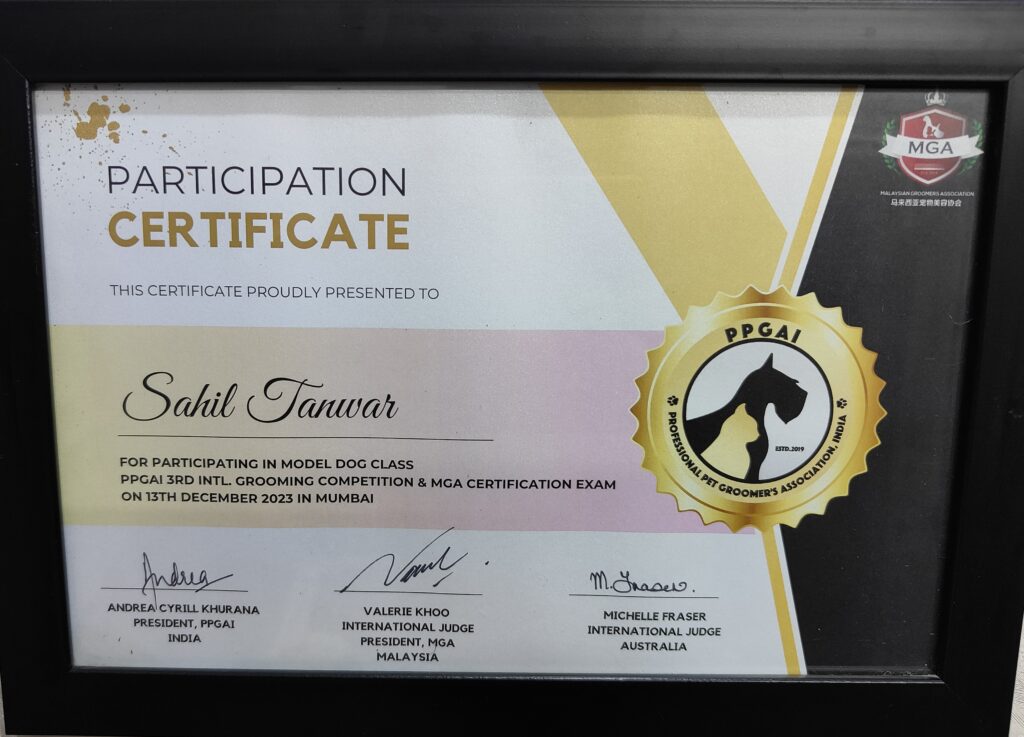 PARTICIPATION
CERTIFICATE
THIS CERTIFICATE PROUDLY PRESENTED TO
Sahil Tanwar
FOR PARTICIPATING IN MODEL DOG CLASS
PPGAI 3RD INTL. GROOMING COMPETITION & MGA CERTIFICATION EXAM
ON 13TH DECEMBER 2023 IN MUMBAI
MGA
MALAYSIAN GROOMERS ASSOCIATION
马来西亚宠物美容协会
PPGAI
ESTD.2019
PROFESSIONAL PET GROOMER'S ASSOCIATION, INDIA
Andrea
ANDREA CYRILL KHURANA
PRESIDENT, PPGAI
INDIA
VALERIE KHOO
INTERNATIONAL JUDGE
PRESIDENT, MGA
MALAYSIA
M. Fraser.
MICHELLE FRASER
INTERNATIONAL JUDGE
AUSTRALIA